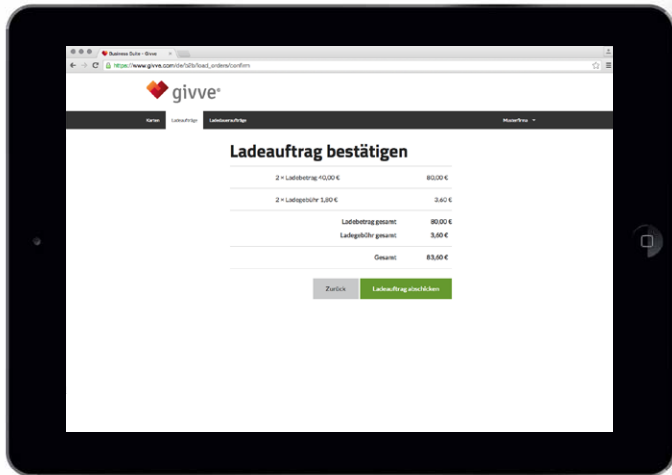 Business Suite - Givve
https://www.givve.com/de/b2b/load_orders/confirm
givve®
Karten Ladeaufträge Ladedaueraufträge Musterfirma
Ladeauftrag bestätigen
2 × Ladebetrag 40,00 € 80,00 €
2 × Ladegebühr 1,80 € 3,60 €
Ladebetrag gesamt 80,00 €
Ladegebühr gesamt 3,60 €
Gesamt 83,60 €
Zurück Ladeauftrag abschicken